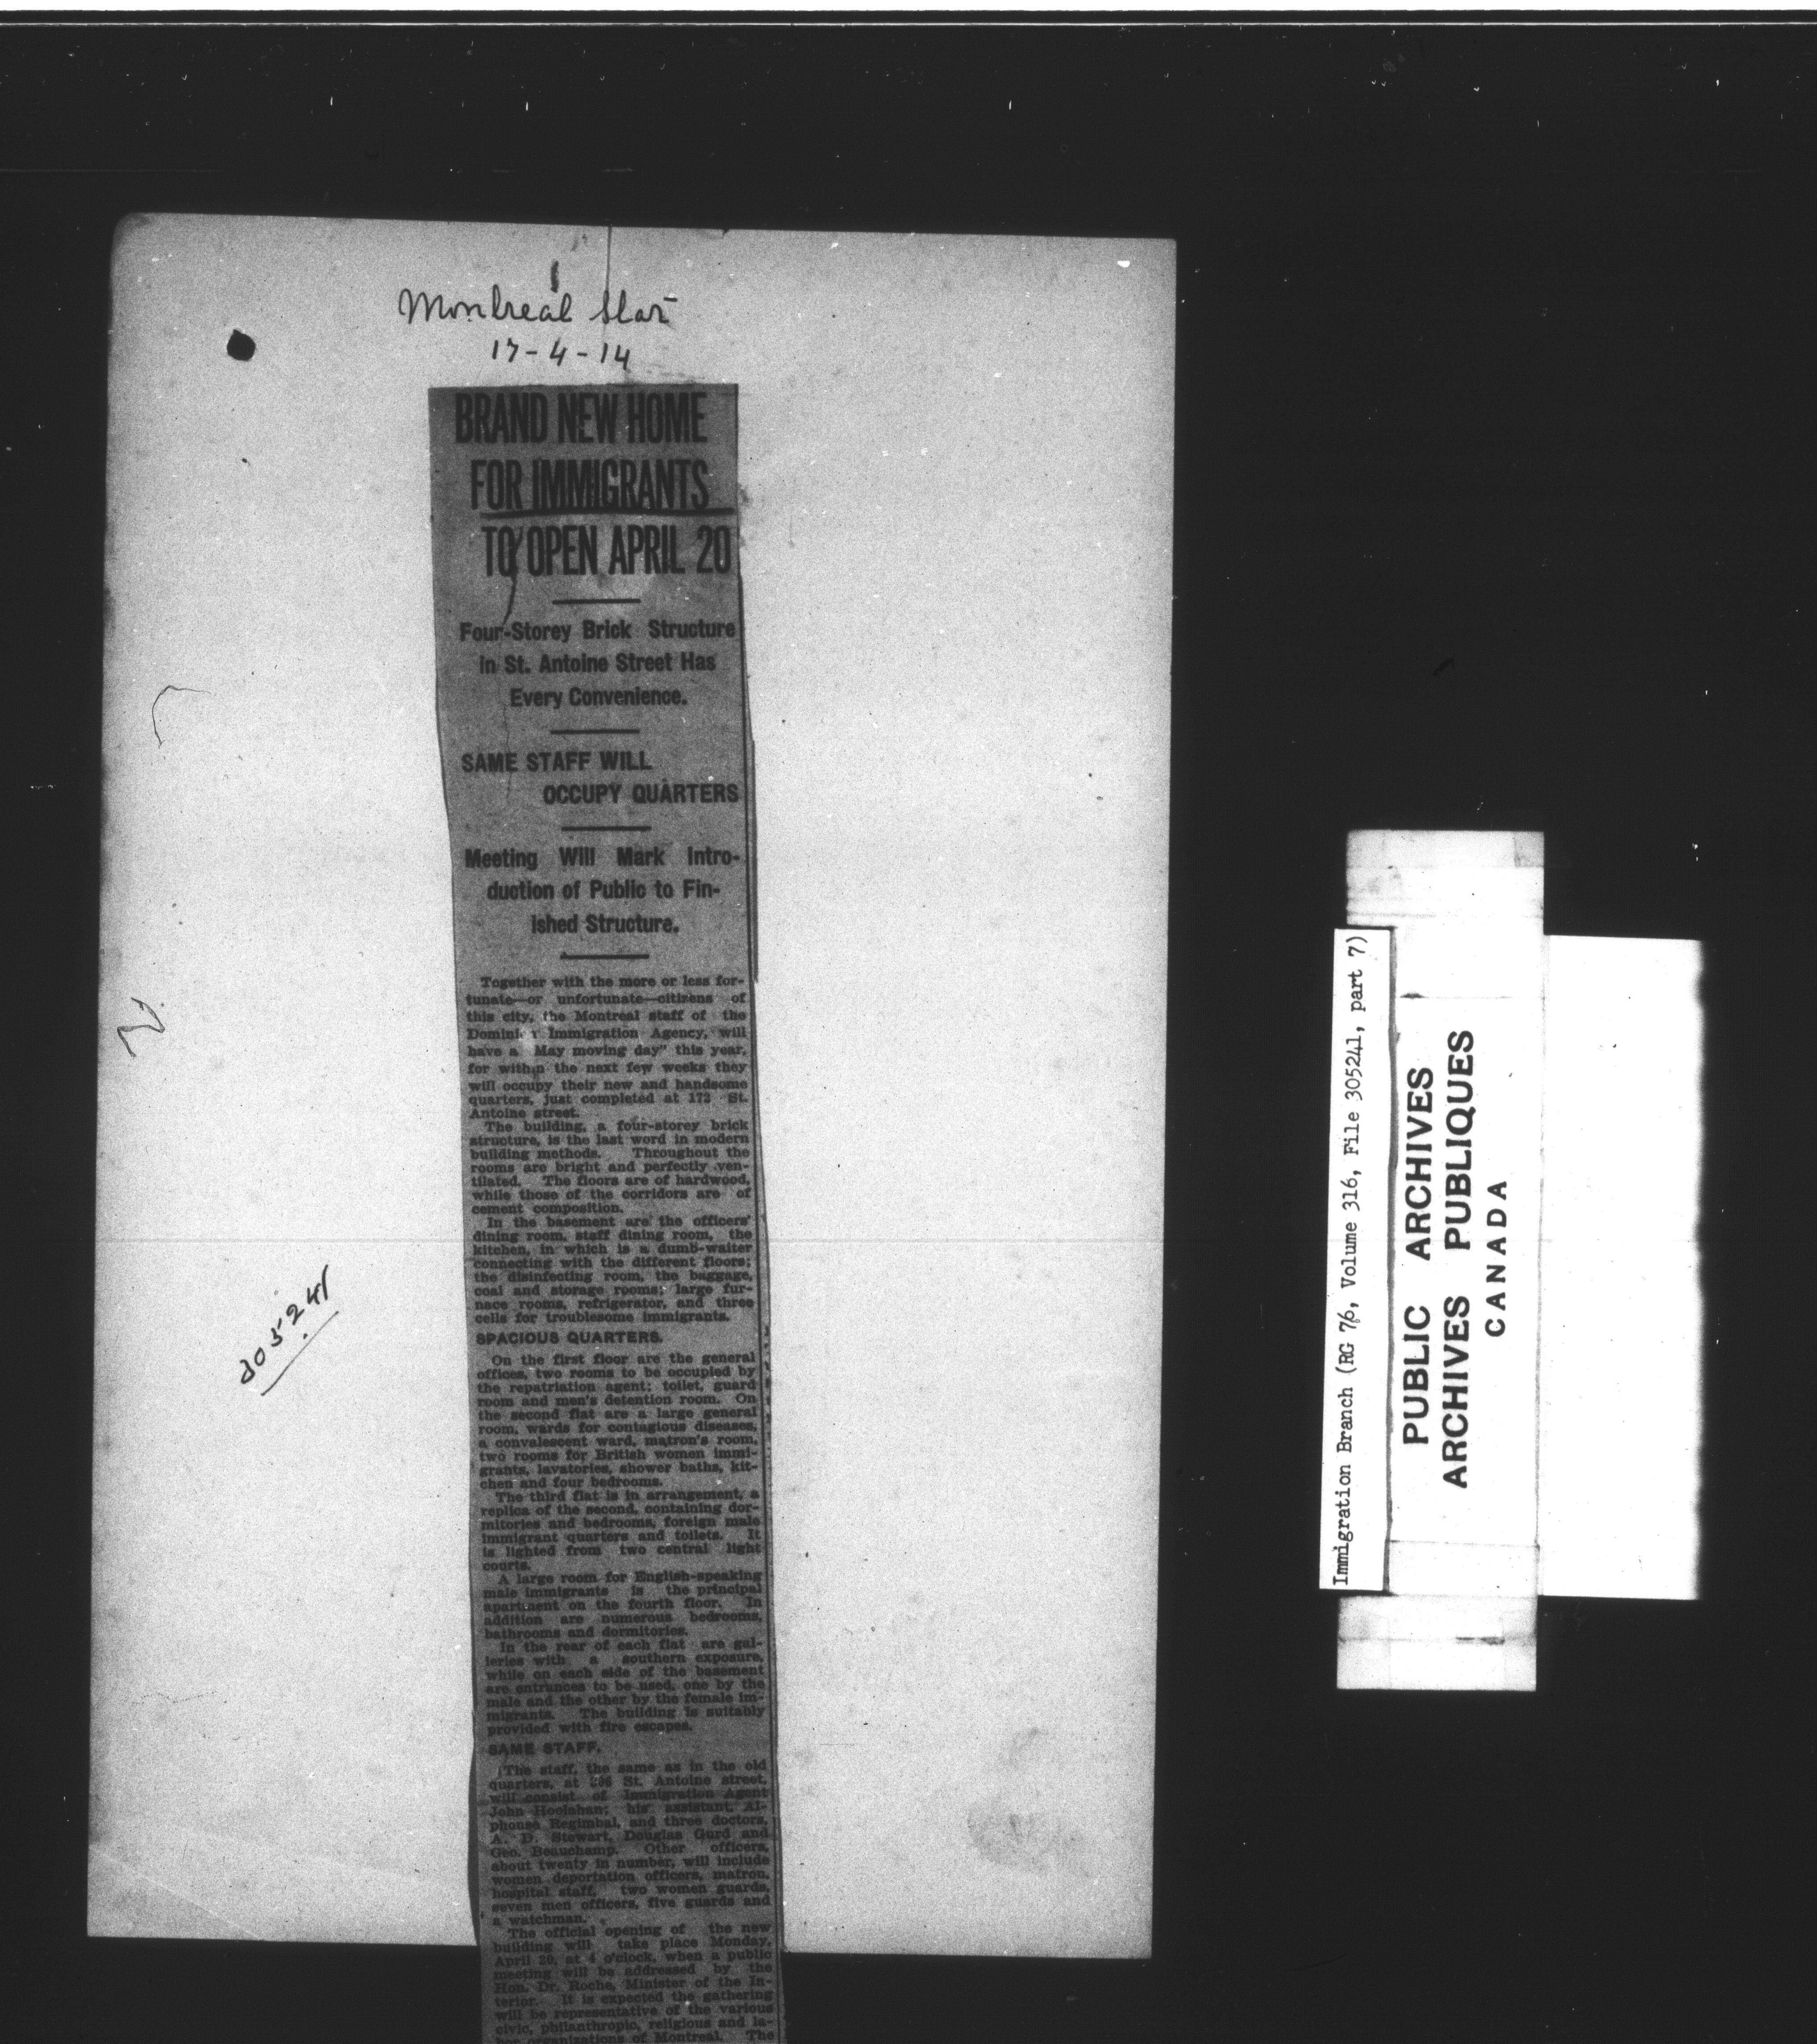 Montreal Star
17-4-14
BRAND NEW HOME
FOR IMMIGRANTS
TO OPEN APRIL 20
Four-Storey Brick Structure
in St. Antoine Street Has
Every Convenience.
SAME STAFF WILL
OCCUPY QUARTERS
Meeting Will Mark Intro-
duction of Public to Fin-
ished Structure.
Together with the more or less for-
tunate—or unfortunate—citizens of
this city, the Montreal staff of the
Immigration Agency, will
have a May moving day" this year,
for within the next few weeks they
will occupy their new and handsome
quarters, just completed at 172 St.
Antoine street.
The building, a four-storey brick
structure, is the last word in modern
building methods. Throughout the
rooms are bright and perfectly ven-
tilated. The floors are of hardwood,
while those of the corridors are of
cement composition.
In the basement are the officers'
dining room, staff dining room, the
kitchen, in which is a dumb-waiter
connecting with the different floors;
the disinfecting room, the baggage,
coal and storage rooms; large fur-
nace rooms, refrigerator, and three
cells for troublesome immigrants.
SPACIOUS QUARTERS.
On the first floor are the general
offices, two rooms to be occupied by
the repatriation agent; toilet, guard
room and men's detention room. On
the second flat are a large general
room, wards for contagious diseases,
a convalescent ward, matron's room,
two rooms for British women immi-
grants, lavatories, shower baths, kit-
chen and four bedrooms.
The third flat is in arrangement, a
replica of the second, containing dor-
mitories and bedrooms, foreign male
immigrant quarters and toilets. It
is lighted from two central light
courts.
A large room for English-speaking
male immigrants is the principal
apartment on the fourth floor. In
addition are numerous bedrooms,
bathrooms and dormitories.
In the rear of each flat are gal-
leries with a southern exposure,
while on each side of the basement
are entrances to be used, one by the
male and the other by the female im-
migrants. The building is suitably
provided with fire escapes.
SAME STAFF.
The staff, the same as in the old
quarters, at St. Antoine street,
will consist of Immigration Agent
John Hoolahan; his assistant, Al-
phonse Regimbal, and three doctors,
A. D. Stewart, Douglas Gurd and
Geo. Beauchamp. Other officers,
about twenty in number, will include
women deportation officers, matron,
hospital staff, two women guards,
seven men officers, five guards and
a watchman.
The official opening of the new
building will take place Monday,
April 20, at 4 o'clock, when a public
meeting will be addressed by the
Hon. Dr. Roche, Minister of the In-
terior. It is expected the gathering
will be representative of the various
civic, philanthropic, religious and la-
bor organizations of Montreal. The
305241
Immigration Branch (RG 76, Volume 316, File 305241, part 7)
PUBLIC ARCHIVES
ARCHIVES PUBLIQUES
CANADA